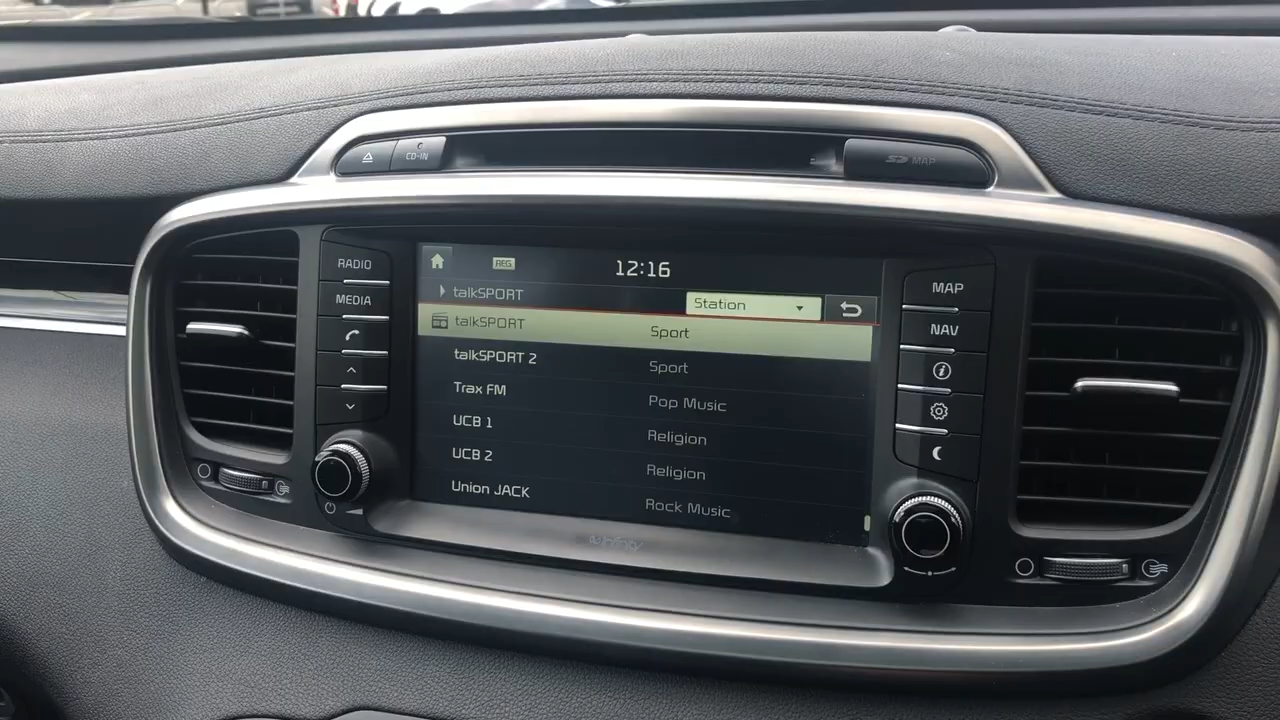 CD-IN
SD MAP
RADIO
MEDIA
REG.
12:16
talkSPORT
Station
talkSPORT Sport
talkSPORT 2 Sport
Trax FM Pop Music
UCB 1 Religion
UCB 2 Religion
Union JACK Rock Music
MAP
NAV